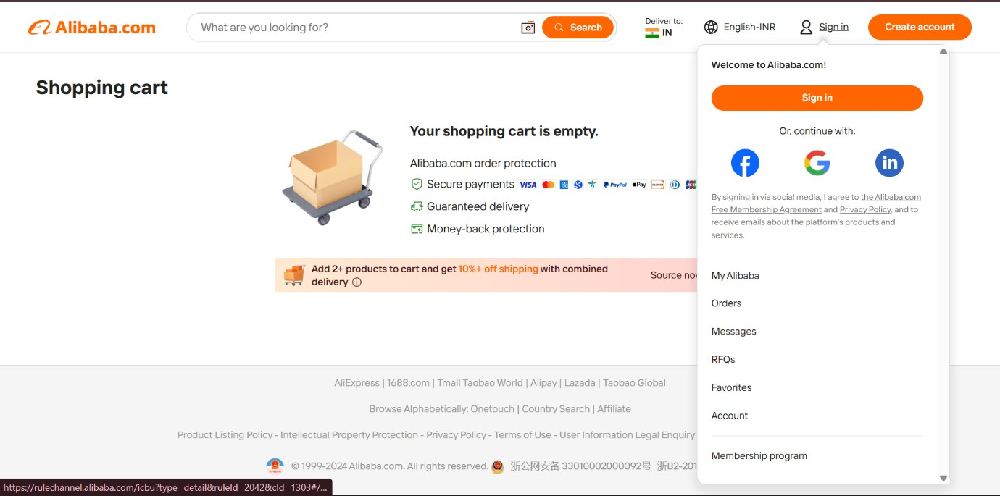 Alibaba.com
What are you looking for?
Search
Deliver to:
IN
English-INR
Sign in
Create account
Shopping cart
Your shopping cart is empty.
Alibaba.com order protection
Secure payments VISA PayPal Pay
Guaranteed delivery
Money-back protection
Add 2+ products to cart and get 10%+ off shipping with combined
delivery
Source now
Welcome to Alibaba.com!
Sign in
Or, continue with:
f G in
By signing in via social media, I agree to the Alibaba.com
Free Membership Agreement and Privacy Policy, and to
receive emails about the platform's products and
services.
My Alibaba
Orders
Messages
RFQs
Favorites
Account
Membership program
AliExpress | 1688.com | Tmall Taobao World | Alipay | Lazada | Taobao Global
Browse Alphabetically: Onetouch | Country Search | Affiliate
Product Listing Policy - Intellectual Property Protection - Privacy Policy - Terms of Use - User Information Legal Enquiry
© 1999-2024 Alibaba.com. All rights reserved. 浙公网安备 33010002000092号 浙B2-201
https://rulechannel.alibaba.com/icbu?type=detail&ruleId=2042&cId=1303#/...